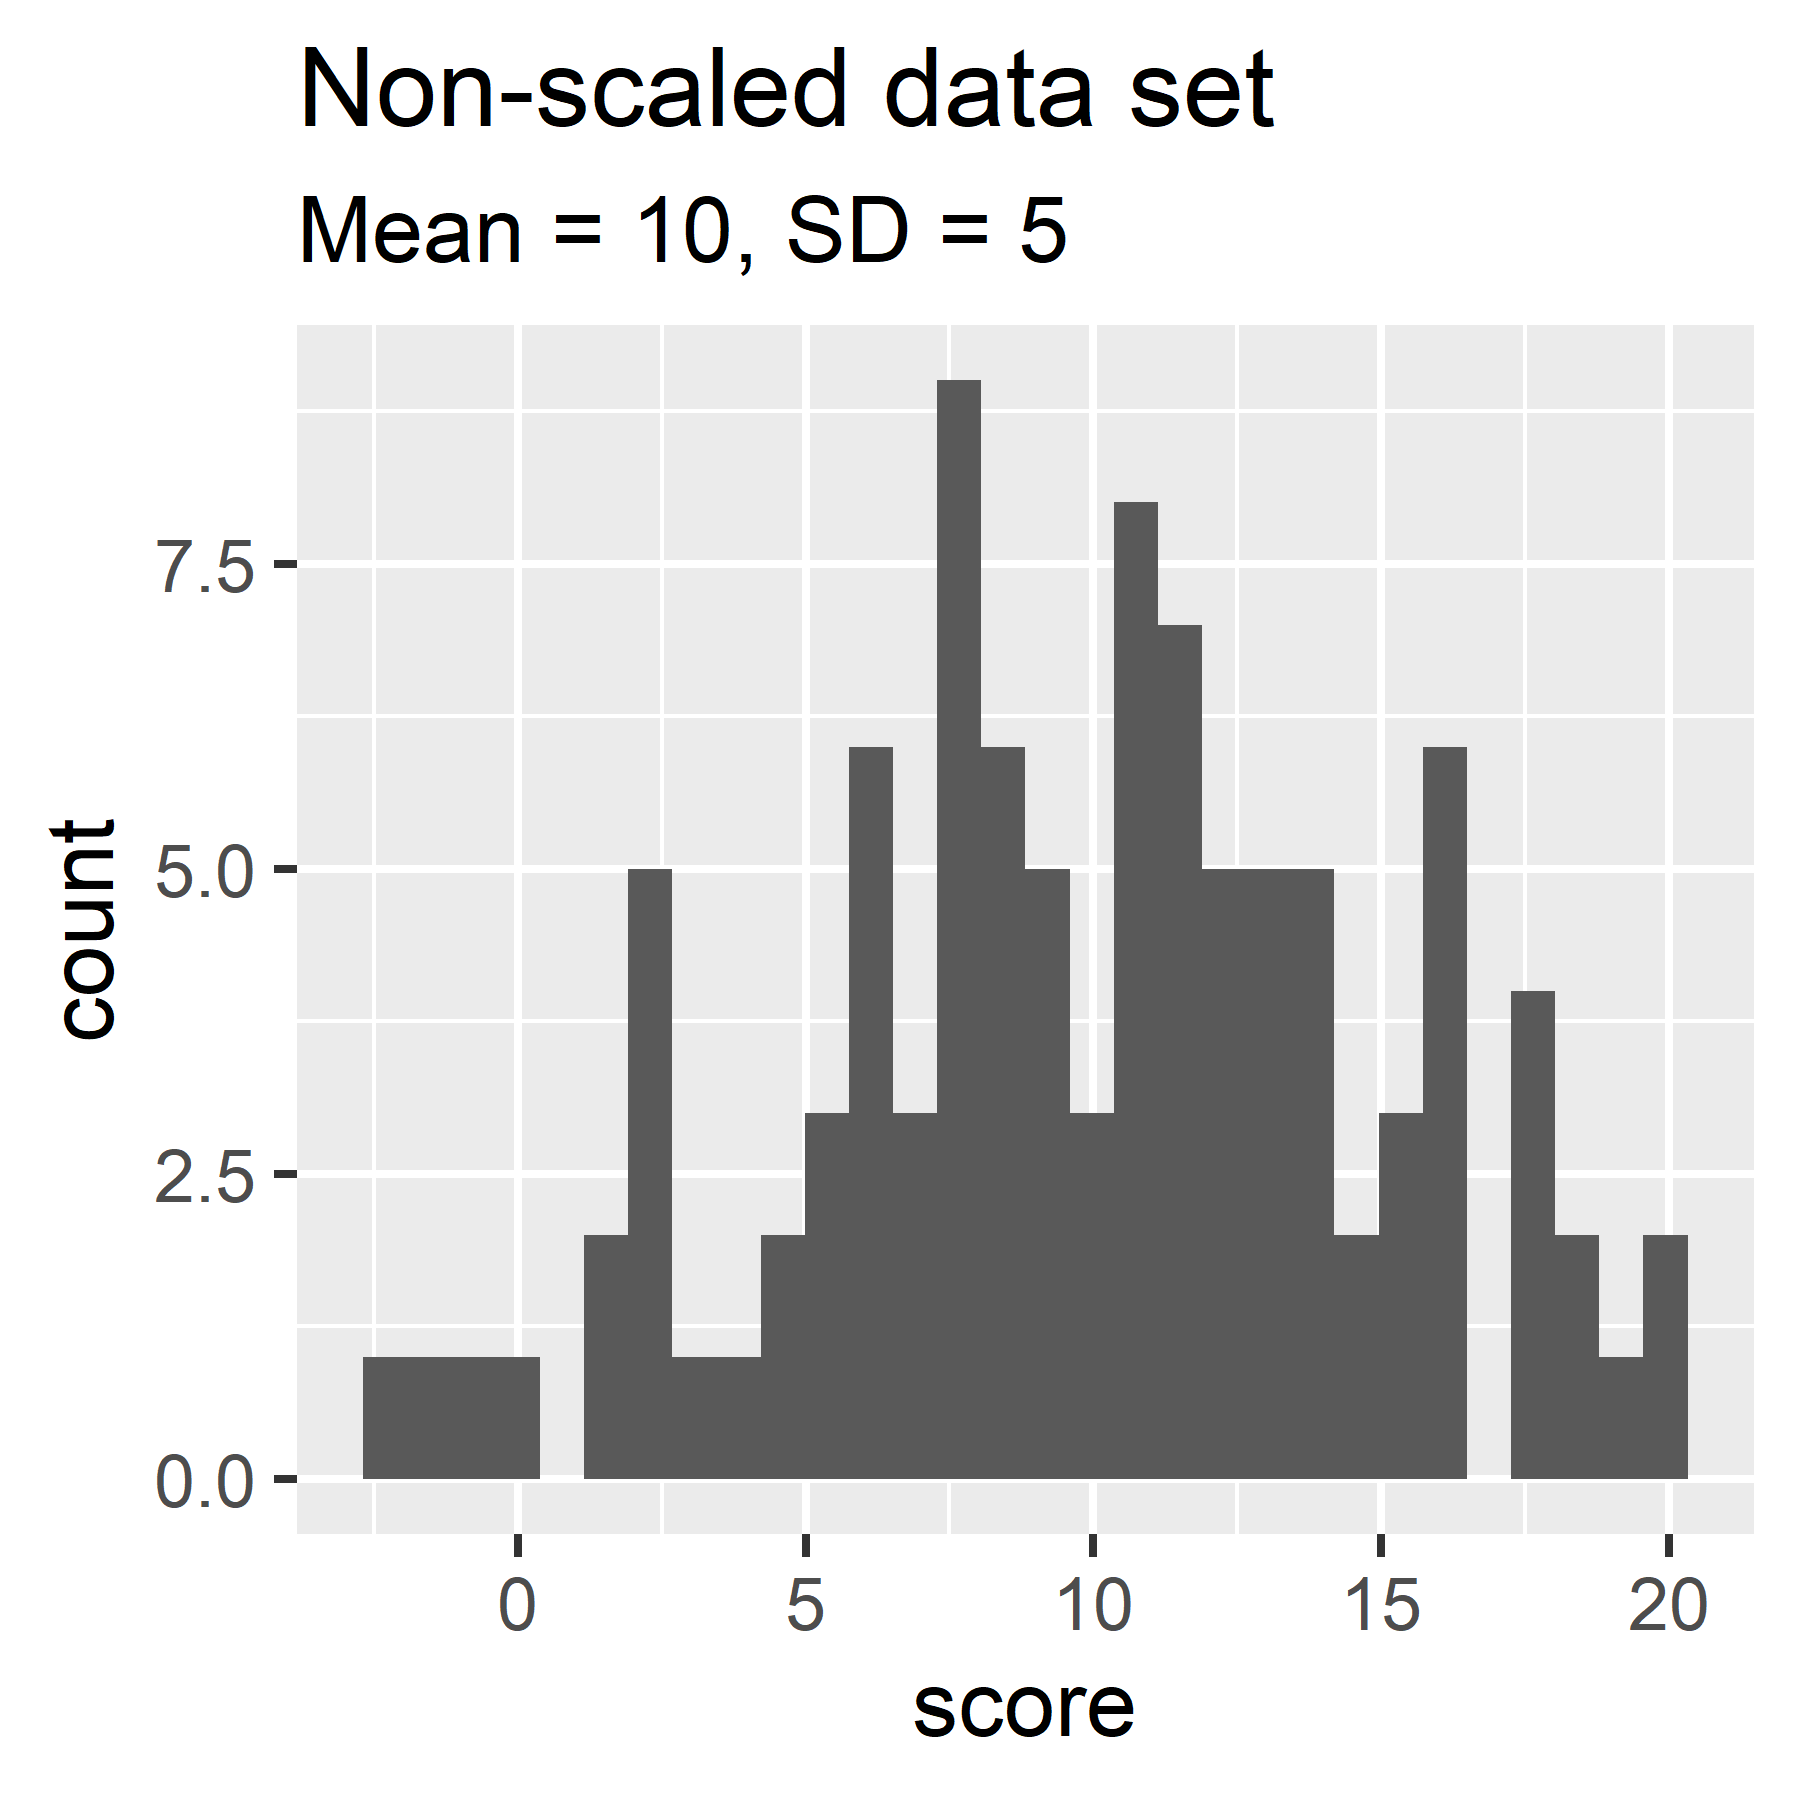 Non-scaled data set
Mean = 10, SD = 5
count
7.5
5.0
2.5
0.0
0 5 10 15 20
score